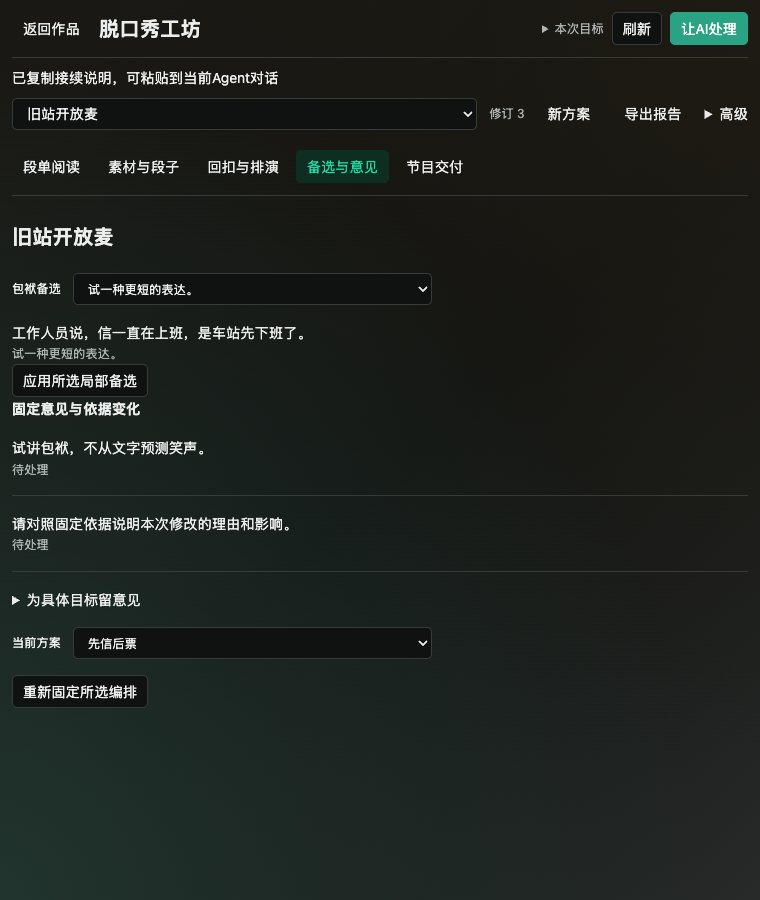 返回作品 脱口秀工坊 ▶ 本次目标 刷新 让AI处理
已复制接续说明，可粘贴到当前Agent对话
旧站开放麦 修订 3 新方案 导出报告 ▶ 高级
段单阅读 素材与段子 回扣与排演 备选与意见 节目交付
旧站开放麦
包袱备选 试一种更短的表达。
工作人员说，信一直在上班，是车站先下班了。
试一种更短的表达。
应用所选局部备选
固定意见与依据变化
试讲包袱，不从文字预测笑声。
待处理
请对照固定依据说明本次修改的理由和影响。
待处理
▶ 为具体目标留意见
当前方案 先信后票
重新固定所选编排